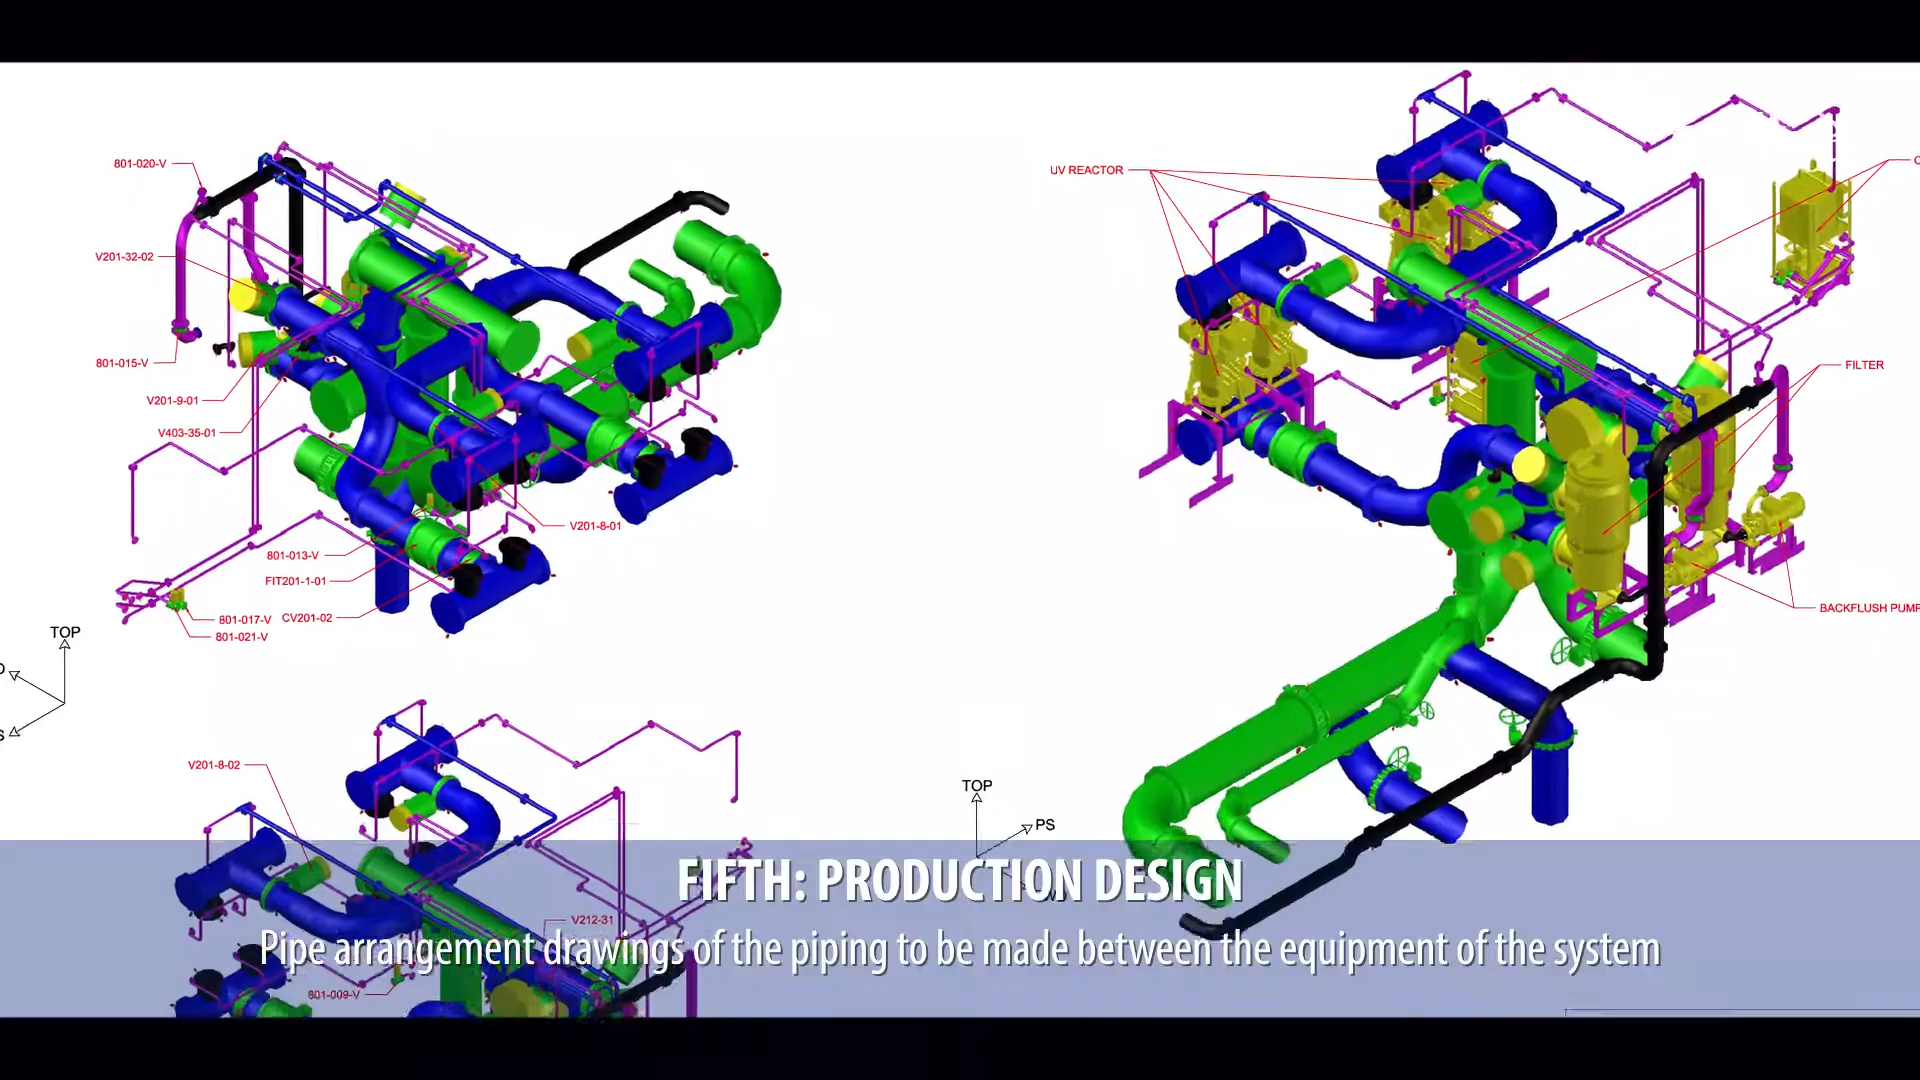 801-020-V
V201-32-02
801-015-V
V201-9-01
V403-35-01
V201-8-01
801-013-V
FIT201-1-01
CV201-02
801-017-V
801-021-V
TOP
S
UV REACTOR
FILTER
BACKFLUSH PUMP
TOP
PS
V201-8-02
V212-31
801-009-V
FIFTH: PRODUCTION DESIGN
Pipe arrangement drawings of the piping to be made between the equipment of the system